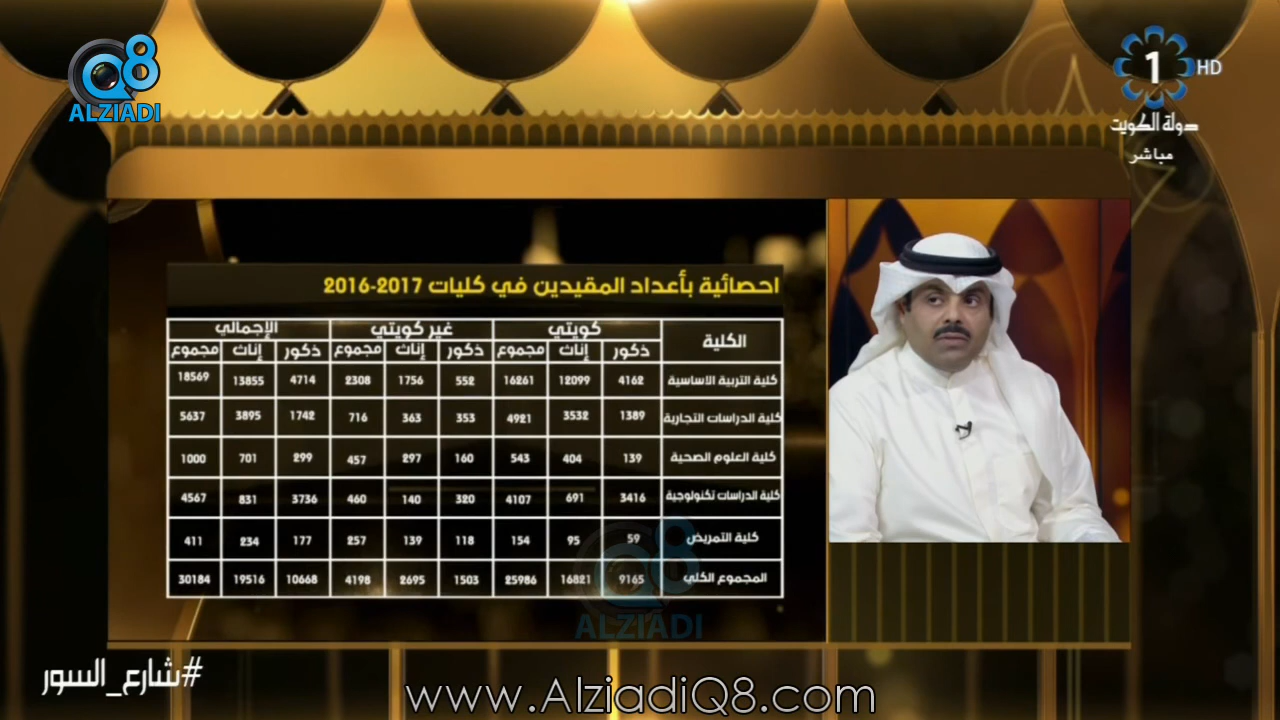 Q8
ALZIADI
1 HD
دولة الكويت
مباشر
احصائية بأعداد المقيدين في كليات 2017-2016
الكلية كويتي غير كويتي الإجمالي
ذكور إناث مجموع ذكور إناث مجموع ذكور إناث مجموع
كلية التربية الاساسية 4162 12099 16261 552 1756 2308 4714 13855 18569
كلية الدراسات التجارية 1389 3532 4921 353 363 716 1742 3895 5637
كلية العلوم الصحية 139 404 543 160 297 457 299 701 1000
كلية الدراسات تكنولوجية 3416 691 4107 320 140 460 3736 831 4567
كلية التمريض 59 95 154 118 139 257 177 234 411
المجموع الكلي 9165 16821 25986 1503 2695 4198 10668 19516 30184
Q8
ALZIADI
#شارع_السور
www.AlziadiQ8.com